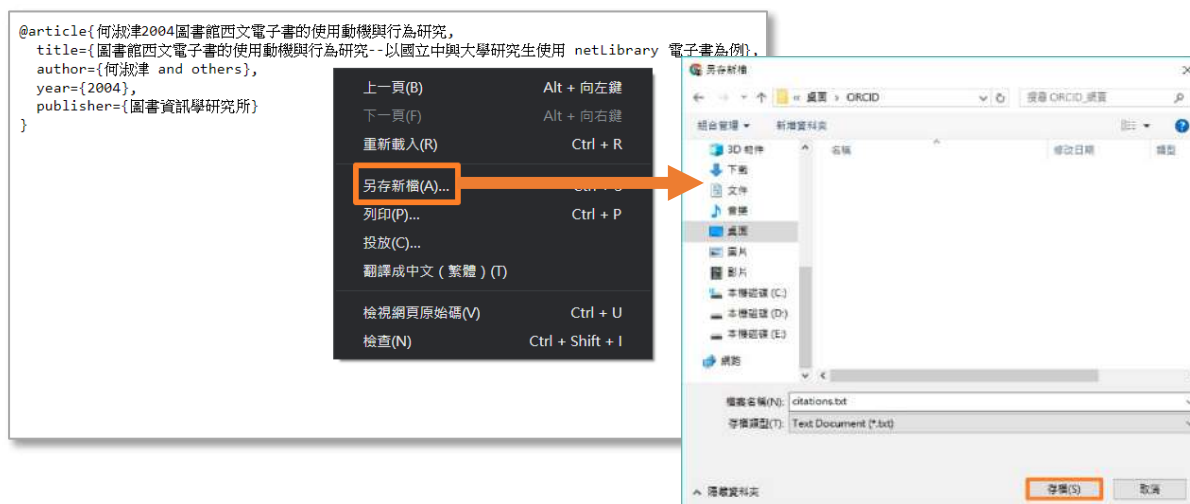 @article{何淑津2004圖書館西文電子書的使用動機與行為研究,
title={圖書館西文電子書的使用動機與行為研究--以國立中興大學研究生使用 netLibrary 電子書為例},
author={何淑津 and others},
year={2004},
publisher={圖書資訊學研究所}
}
上一頁(B) Alt + 向左鍵
下一頁(F) Alt + 向右鍵
重新載入(R) Ctrl + R
另存新檔(A)...
列印(P)... Ctrl + P
投放(C)...
翻譯成中文 ( 繁體 ) (T)
檢視網頁原始碼(V) Ctrl + U
檢查(N) Ctrl + Shift + I
另存新檔
« 桌面 › ORCID 搜尋 ORCID_網頁
組合管理 新增資料夾
名稱 修改日期 類型
3D 物件
下載
文件
音樂
桌面
圖片
影片
本機磁碟 (C:)
本機磁碟 (D:)
本機磁碟 (E:)
網路
檔案名稱(N): citations.txt
存檔類型(T): Text Document (*.txt)
隱藏資料夾 存檔(S) 取消